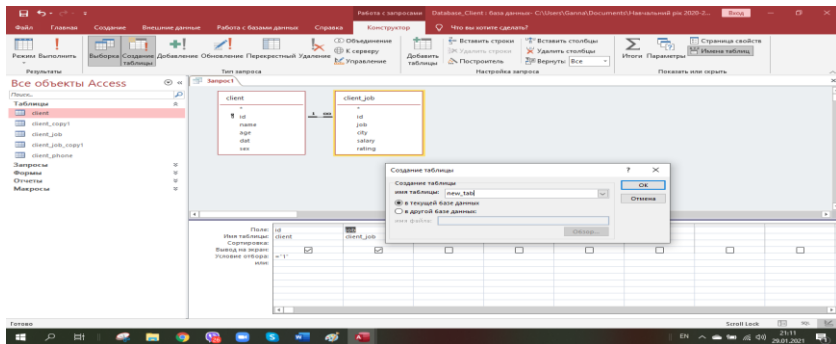 Работа с запросами Database_Client : база данных- C:\Users\Ganna\Documents\Навчальний рік 2020-2... Вход
Файл Главная Создание Внешние данные Работа с базами данных Справка Конструктор Что вы хотите сделать?
Режим Выполнить Выборка Создание таблицы Добавление Обновление Перекрестный Удаление
Объединение
К серверу
Управление
Добавить таблицы
Вставить строки Вставить столбцы
Удалить строки Удалить столбцы
Построитель Вернуть: Все
Итоги Параметры
Страница свойств
Имена таблиц
Результаты Тип запроса Настройка запроса Показать или скрыть
Все объекты Access
Поиск...
Таблицы
client
client_copy1
client_job
client_job_copy1
client_phone
Запросы
Формы
Отчеты
Макросы
Запрос1
client
*
id
name
age
dat
sex
client_job
*
id
job
city
salary
rating
Создание таблицы ? ×
Создание таблицы
имя таблицы: new_tab
в текущей базе данных
в другой базе данных:
имя файла:
Обзор...
ОК
Отмена
Поле: id
Имя таблицы: client client_job
Сортировка:
Вывод на экран:
Условие отбора: ="1"
или:
Готово Scroll Lock SQL
EN 21:11
29.01.2021